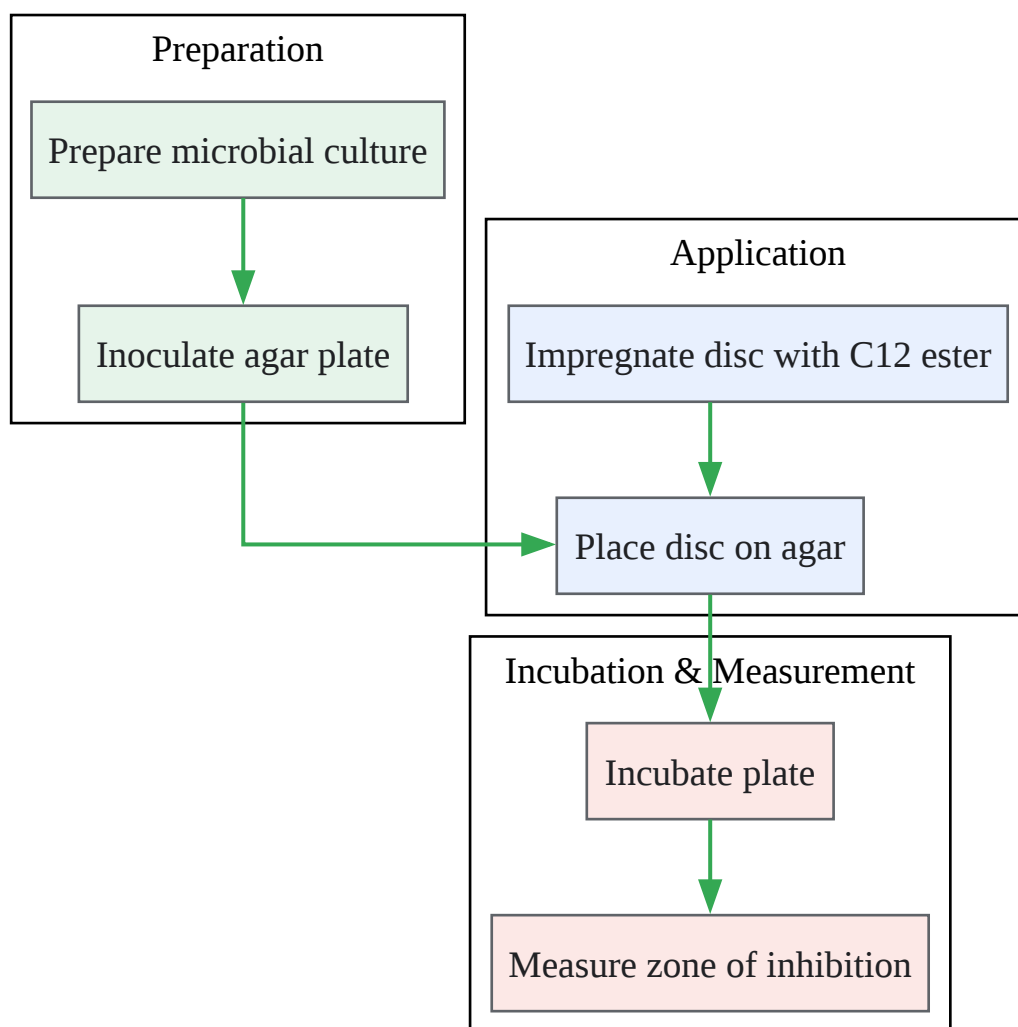 Preparation
Prepare microbial culture
Inoculate agar plate
Application
Impregnate disc with C12 ester
Place disc on agar
Incubation & Measurement
Incubate plate
Measure zone of inhibition